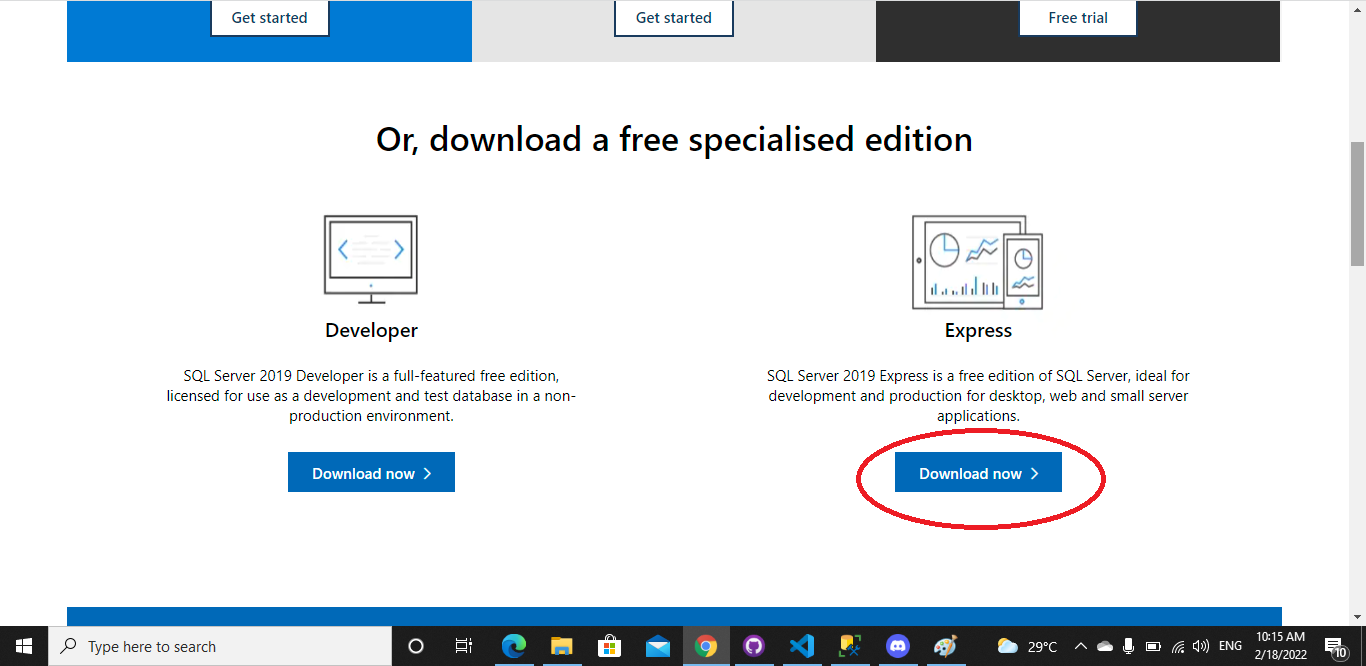 Get started
Get started
Free trial
Or, download a free specialised edition
Developer
SQL Server 2019 Developer is a full-featured free edition,
licensed for use as a development and test database in a non-
production environment.
Download now
Express
SQL Server 2019 Express is a free edition of SQL Server, ideal for
development and production for desktop, web and small server
applications.
Download now
Type here to search
29°C
ENG
10:15 AM
2/18/2022
10